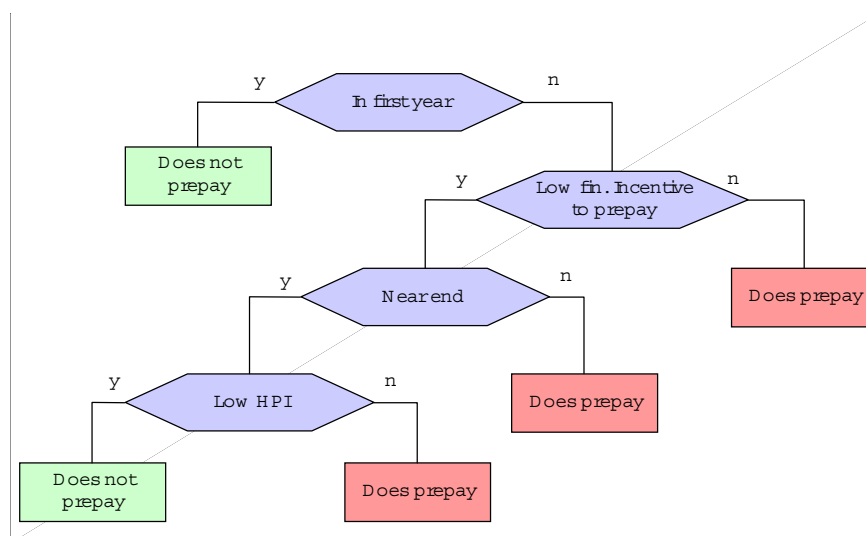 y
n
In first year
Does not
prepay
y
n
Low fin. Incentive
to prepay
y
n
Near end
Does prepay
y
n
Low HPI
Does prepay
Does not
prepay
Does prepay